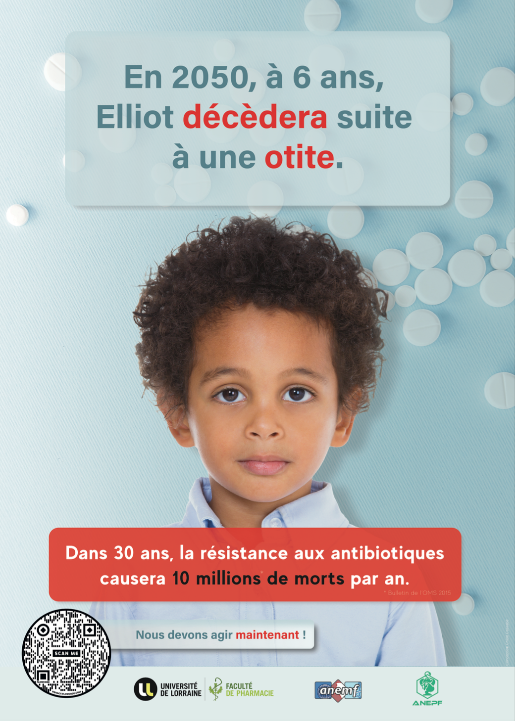 En 2050, à 6 ans,
Elliot décèdera suite
à une otite.
Dans 30 ans, la résistance aux antibiotiques
causera 10 millions de morts par an.
Nous devons agir maintenant !
SCAN ME
UNIVERSITÉ
DE LORRAINE
FACULTÉ
DE PHARMACIE
anemf
ANEPF